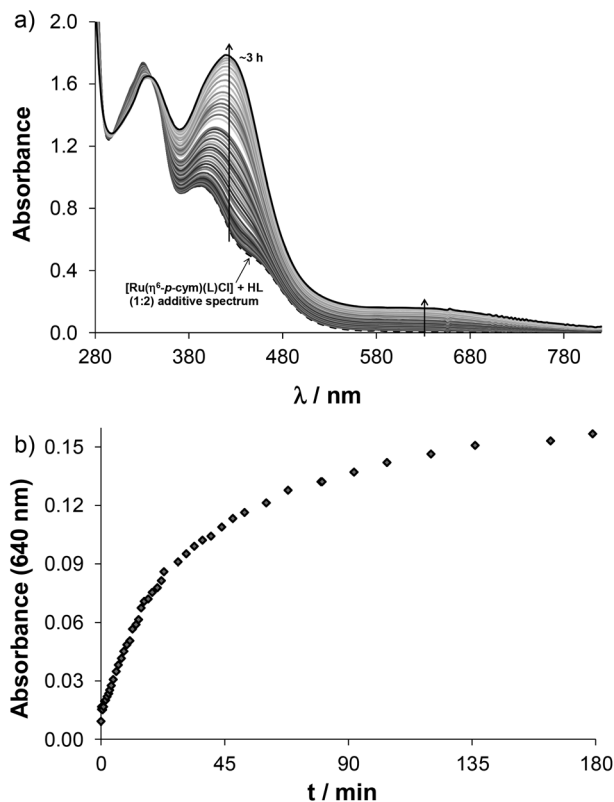 a)
2.0
1.6
1.2
0.8
0.4
0.0
Absorbance
~3 h
[Ru(η⁶-p-cym)(L)Cl] + HL
(1:2) additive spectrum
280 380 480 580 680 780
λ / nm
b)
0.15
0.12
0.09
0.06
0.03
0.00
Absorbance (640 nm)
0 45 90 135 180
t / min